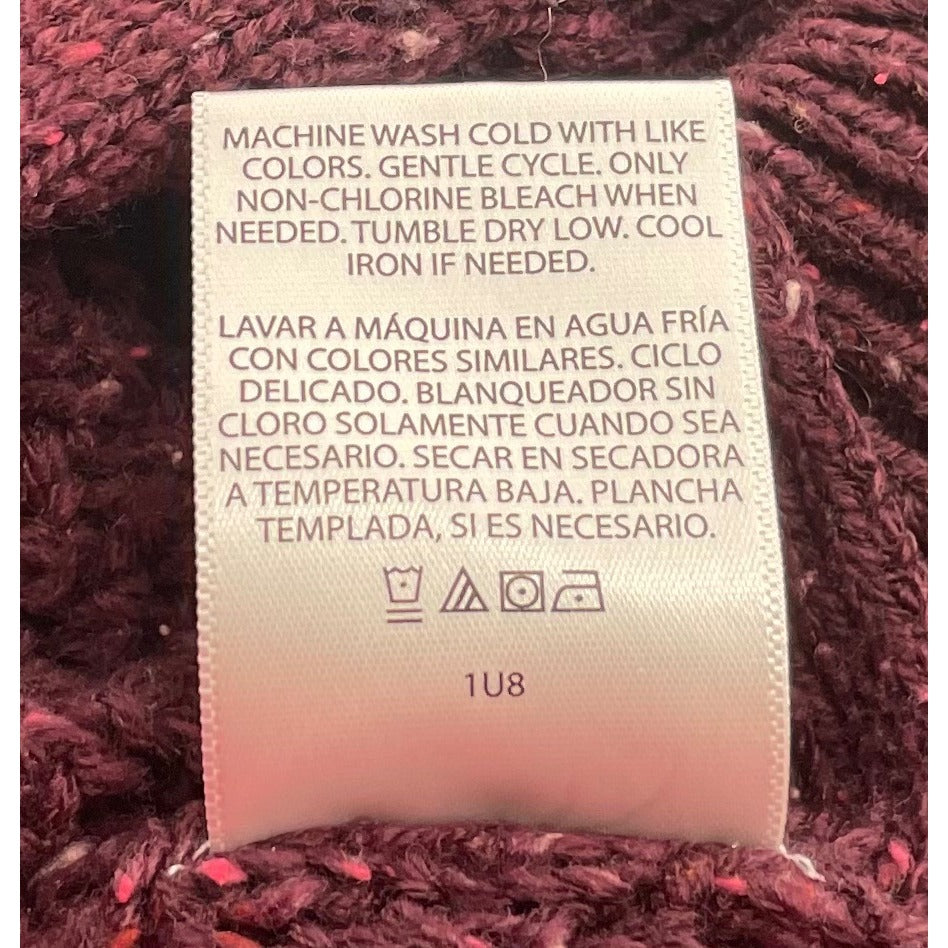 MACHINE WASH COLD WITH LIKE
COLORS. GENTLE CYCLE. ONLY
NON-CHLORINE BLEACH WHEN
NEEDED. TUMBLE DRY LOW. COOL
IRON IF NEEDED.
LAVAR A MÁQUINA EN AGUA FRÍA
CON COLORES SIMILARES. CICLO
DELICADO. BLANQUEADOR SIN
CLORO SOLAMENTE CUANDO SEA
NECESARIO. SECAR EN SECADORA
A TEMPERATURA BAJA. PLANCHA
TEMPLADA, SI ES NECESARIO.
1U8